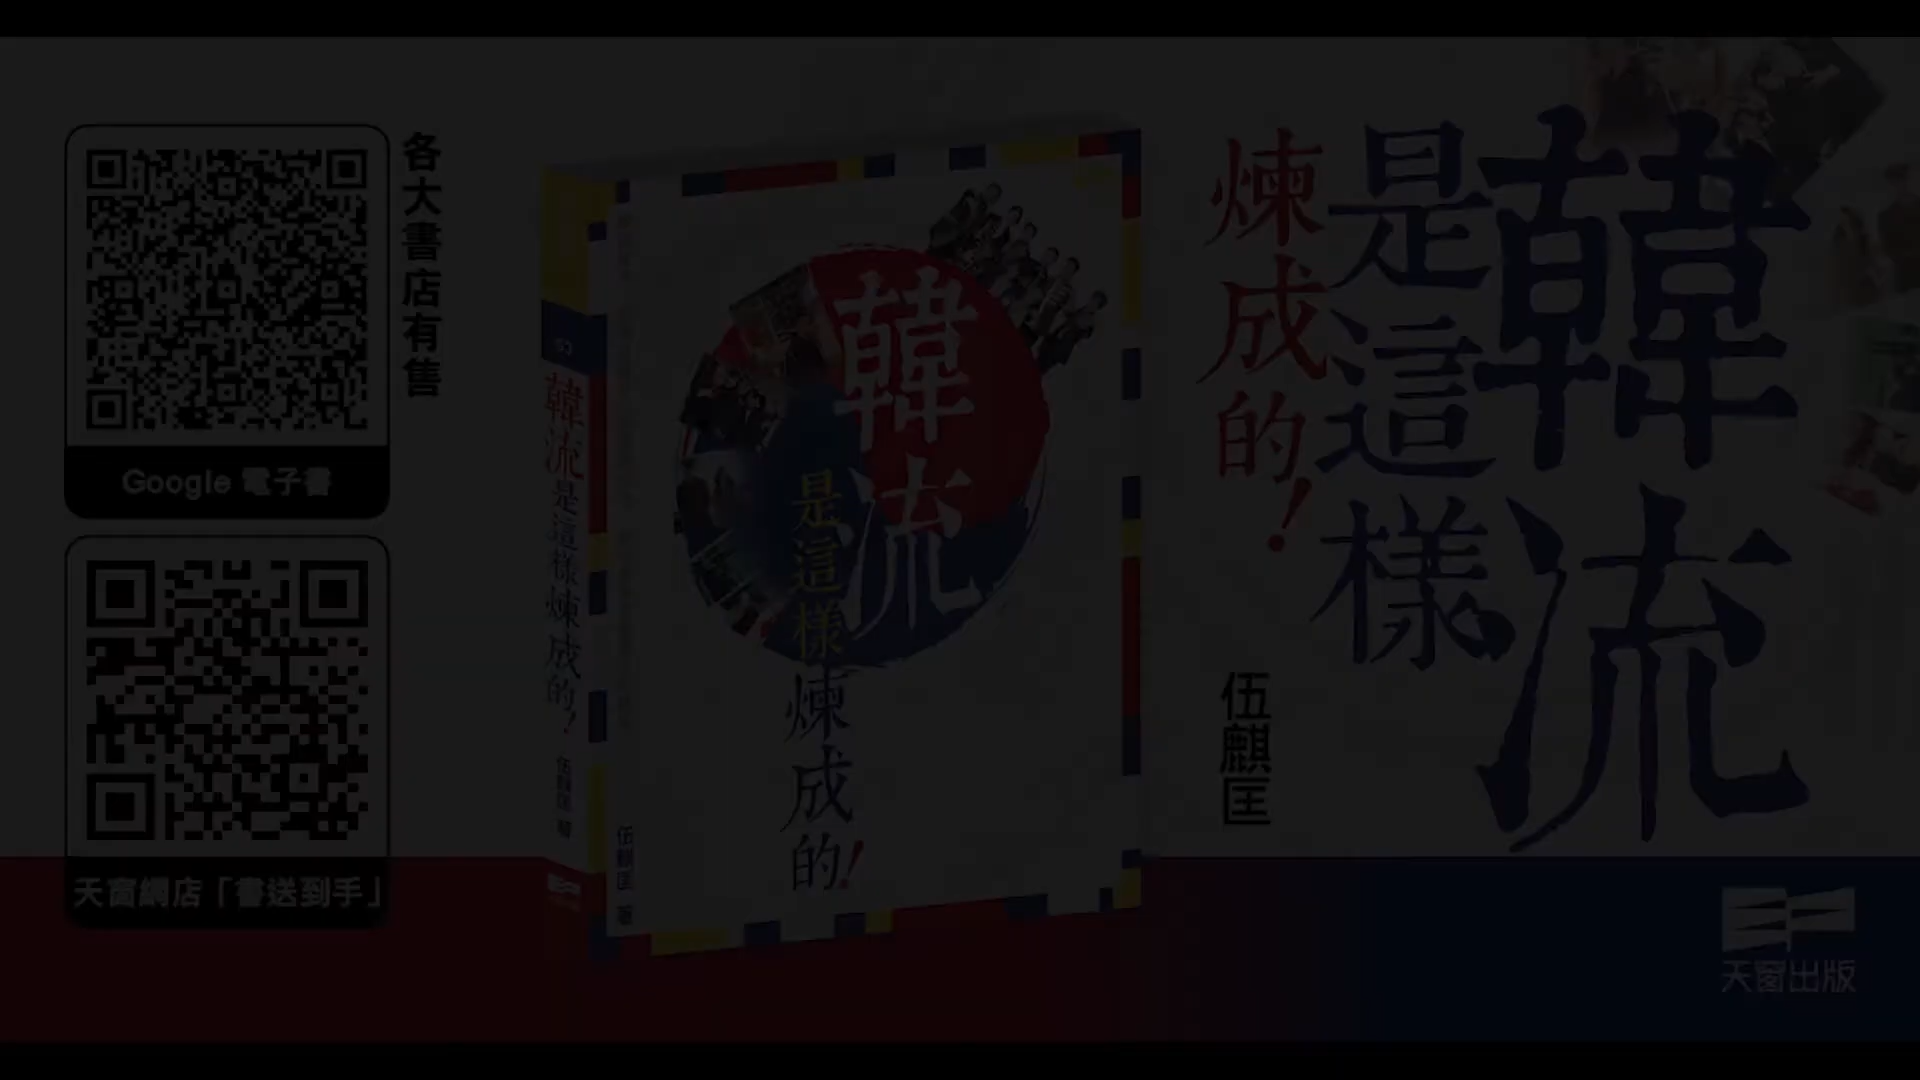 各大書店有售
Google 電子書
天窗網店「書送到手」
韓流是這樣煉成的！
伍麒匡 著
韓流
是這樣
煉成的！
伍麒匡 著
韓流
是這樣
煉成的！
伍麒匡
天窗出版